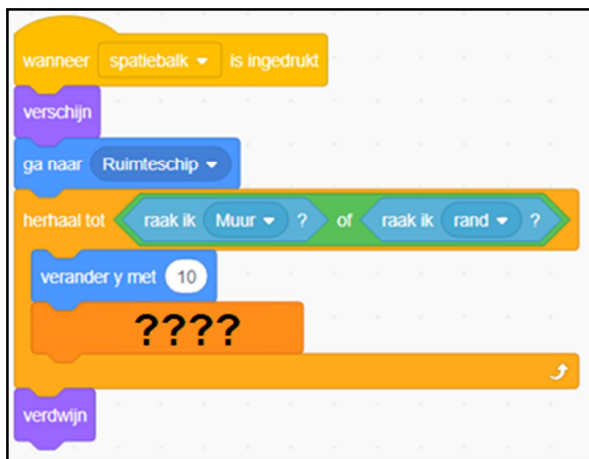 wanneer spatiebalk is ingedrukt
verschijn
ga naar Ruimteschip
herhaal tot raak ik Muur ? of raak ik rand ?
verander y met 10
????
verdwijn